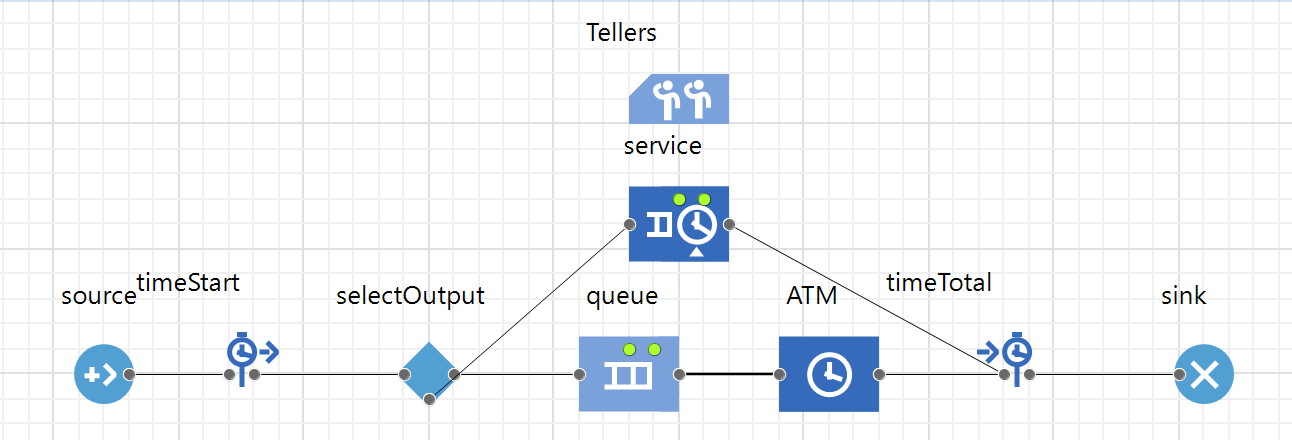 Tellers
service
timeStart
timeTotal
source
selectOutput
queue
ATM
sink